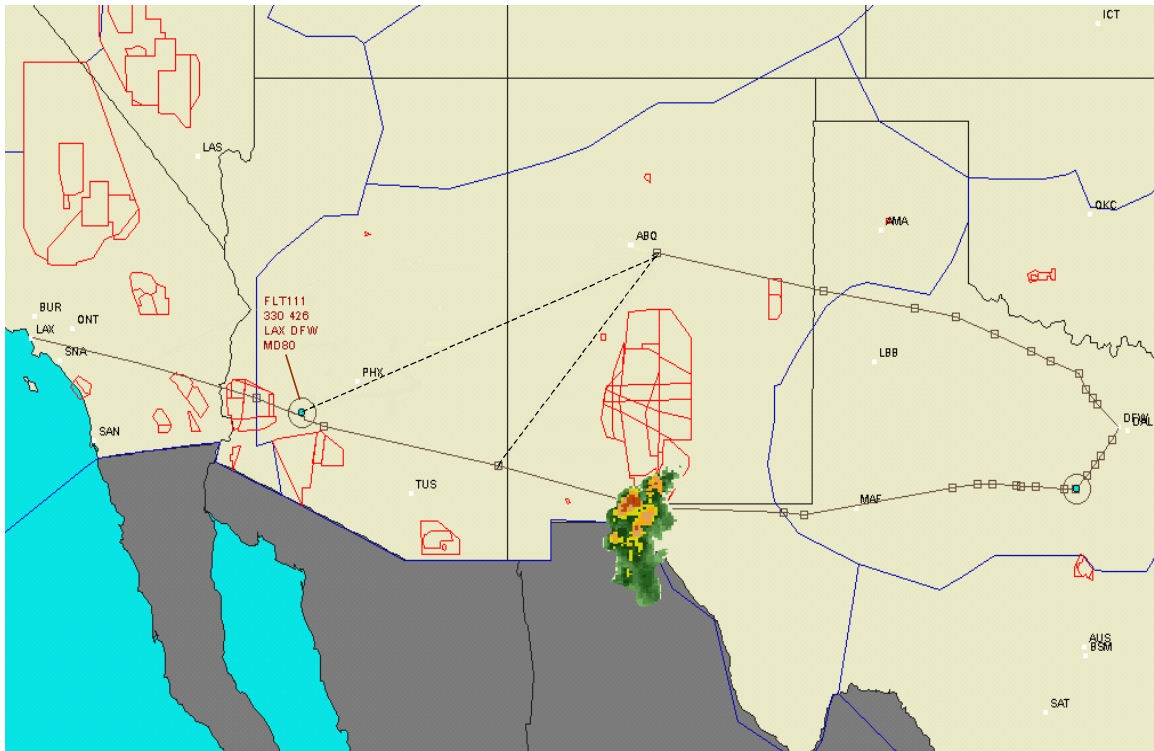 ICT
LAS
OKC
AMA
ABQ
FLT111
330 426
LAX DFW
MD80
BUR
ONT
LAX
SNA
PHX
LBB
SAN
DFW
DAL
TUS
MAF
AUS
BSM
SAT